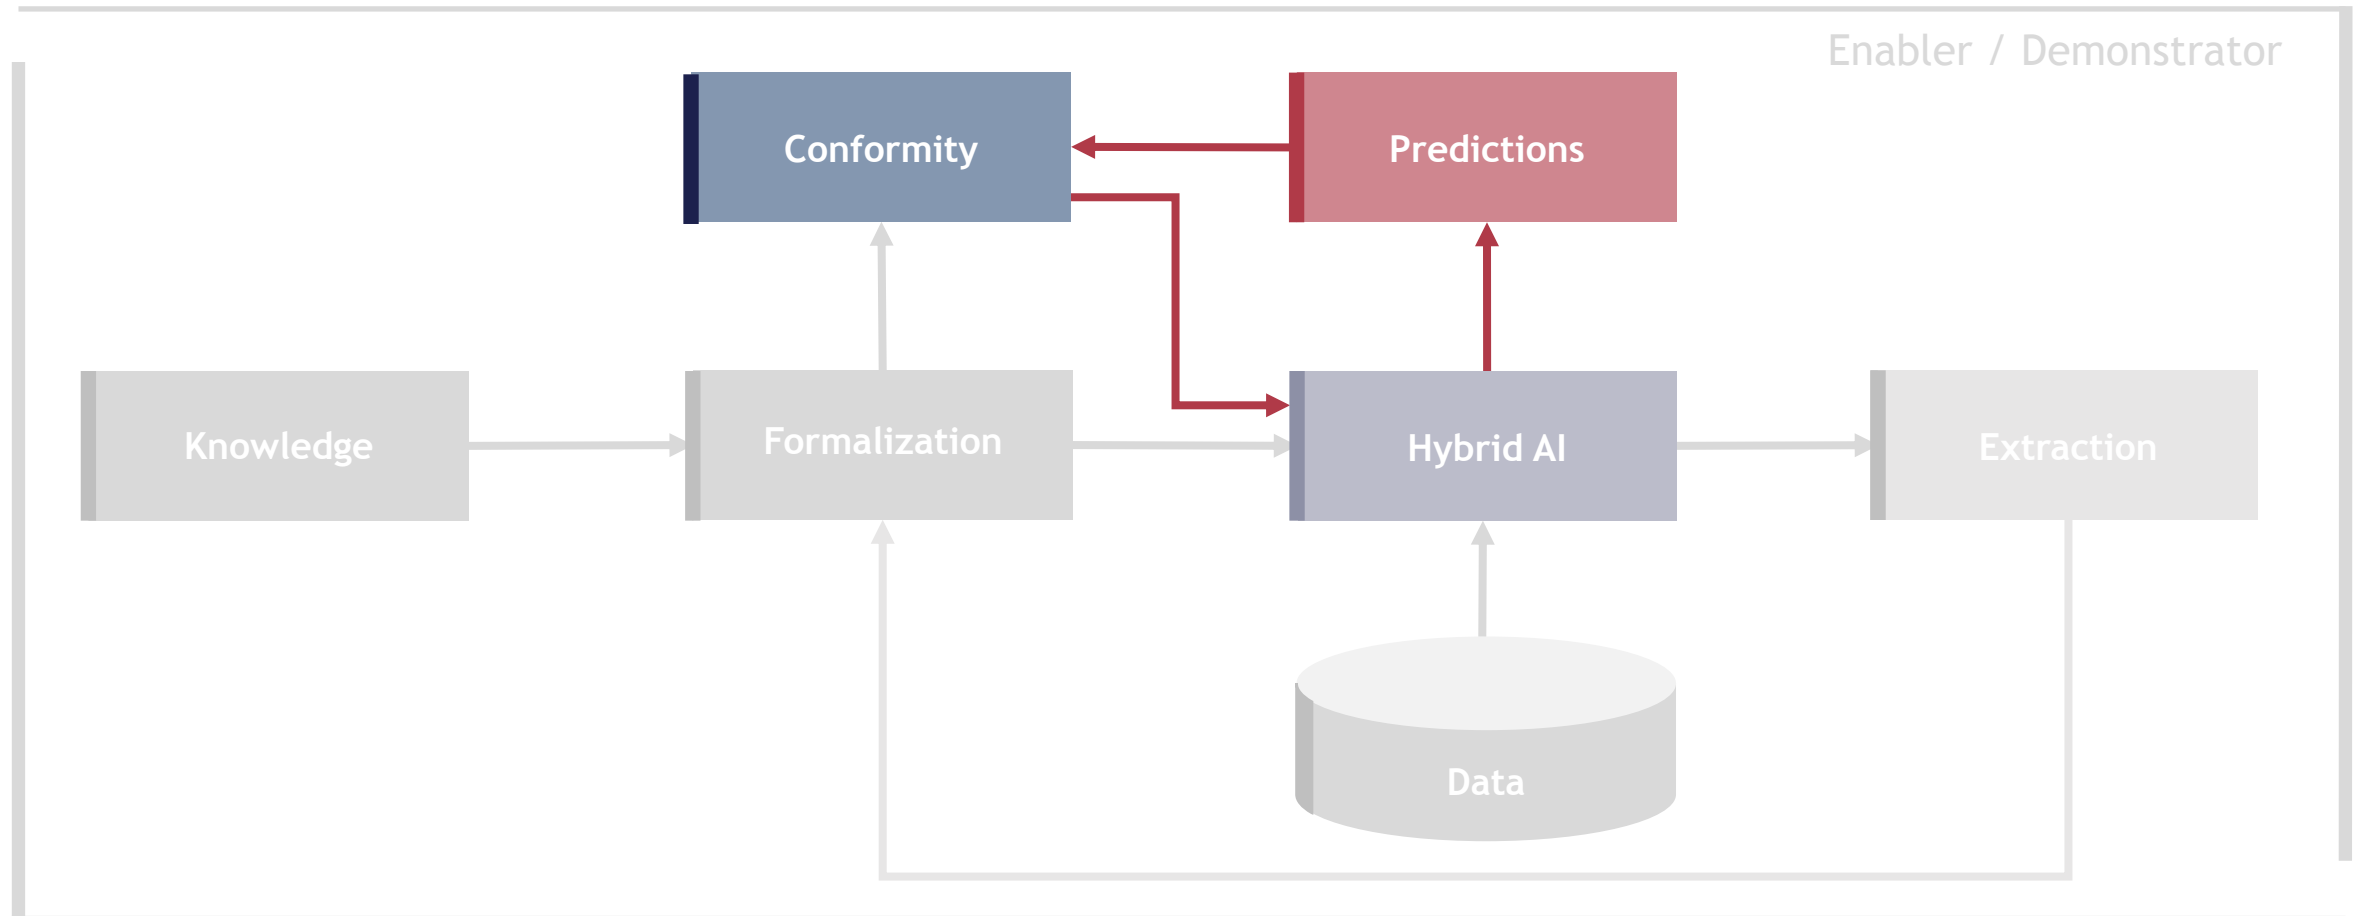 Enabler / Demonstrator
Conformity
Predictions
Knowledge
Formalization
Hybrid AI
Extraction
Data